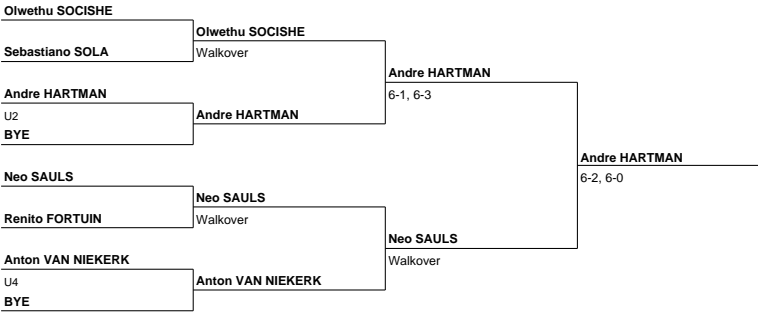 Olwethu SOCISHE
Olwethu SOCISHE
Sebastiano SOLA
Walkover
Andre HARTMAN
Andre HARTMAN
6-1, 6-3
U2
Andre HARTMAN
BYE
Andre HARTMAN
6-2, 6-0
Neo SAULS
Neo SAULS
Renito FORTUIN
Walkover
Neo SAULS
Anton VAN NIEKERK
Walkover
U4
Anton VAN NIEKERK
BYE